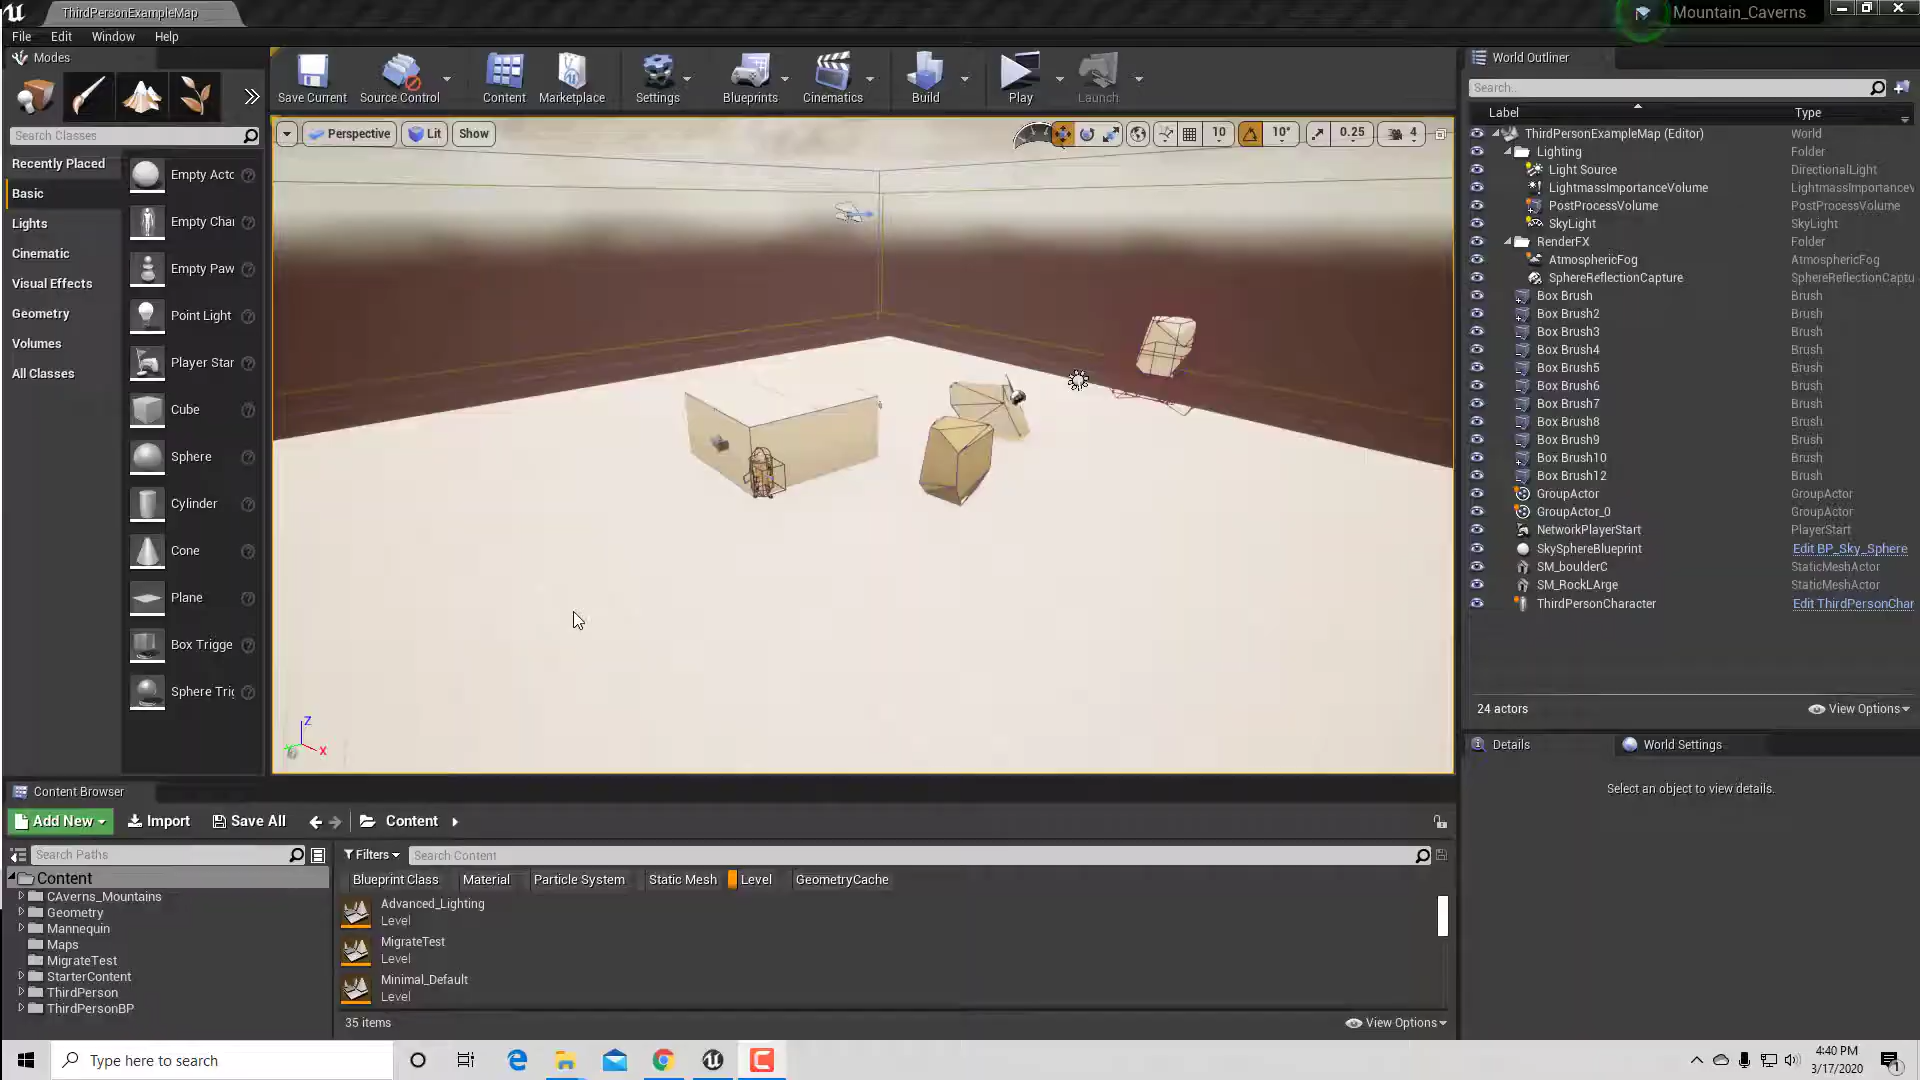 ThirdPersonExampleMap
Mountain_Caverns
File Edit Window Help
Modes
Save Current
Source Control
Content
Marketplace
Settings
Blueprints
Cinematics
Build
Play
Launch
Search Classes
Recently Placed
Basic
Lights
Cinematic
Visual Effects
Geometry
Volumes
All Classes
Empty Acto
Empty Chai
Empty Paw
Point Light
Player Star
Cube
Sphere
Cylinder
Cone
Plane
Box Trigge
Sphere Tri
Perspective Lit Show
10 10° 0.25 4
Z
X
Y
World Outliner
Search...
Label Type
ThirdPersonExampleMap (Editor) World
Lighting Folder
Light Source DirectionalLight
LightmassImportanceVolume LightmassImportanceV
PostProcessVolume PostProcessVolume
SkyLight SkyLight
RenderFX Folder
AtmosphericFog AtmosphericFog
SphereReflectionCapture SphereReflectionCaptu
Box Brush Brush
Box Brush2 Brush
Box Brush3 Brush
Box Brush4 Brush
Box Brush5 Brush
Box Brush6 Brush
Box Brush7 Brush
Box Brush8 Brush
Box Brush9 Brush
Box Brush10 Brush
Box Brush12 Brush
GroupActor GroupActor
GroupActor_0 GroupActor
NetworkPlayerStart PlayerStart
SkySphereBlueprint Edit BP_Sky_Sphere
SM_boulderC StaticMeshActor
SM_RockLArge StaticMeshActor
ThirdPersonCharacter Edit ThirdPersonChar
24 actors
View Options
Details
World Settings
Select an object to view details.
Content Browser
Add New Import Save All Content
Search Paths
Content
CAverns_Mountains
Geometry
Mannequin
Maps
MigrateTest
StarterContent
ThirdPerson
ThirdPersonBP
Filters
Search Content
Blueprint Class Material Particle System Static Mesh Level GeometryCache
Advanced_Lighting
Level
MigrateTest
Level
Minimal_Default
Level
35 items
View Options
Type here to search
4:40 PM
3/17/2020
1